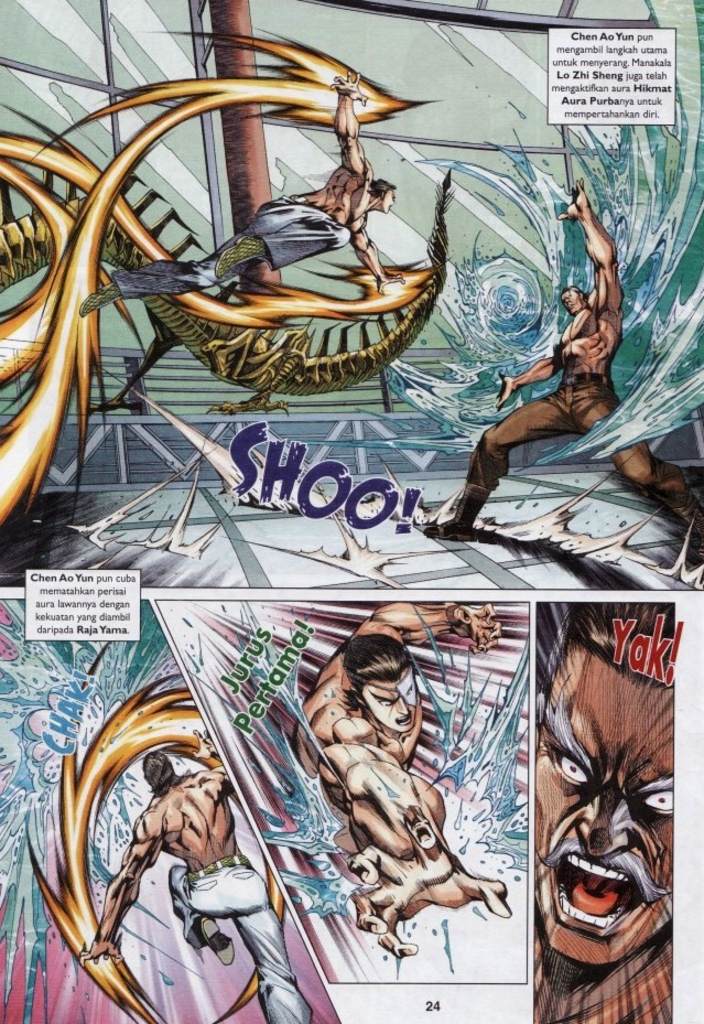 Chen Ao Yun pun
mengambil langkah utama
untuk menyerang. Manakala
Lo Zhi Sheng juga telah
mengaktifkan aura Hikmat
Aura Purbanya untuk
mempertahankan diri.
SHOO!
Chen Ao Yun pun cuba
mematahkan perisai
aura lawannya dengan
kekuatan yang diambil
daripada Raja Yama.
CHAK!
Jurus
Pertama!
Yak!
24